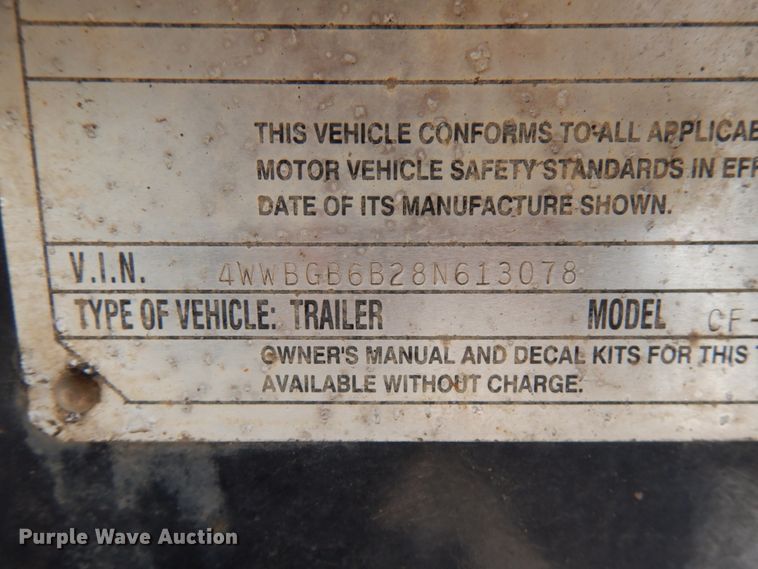 THIS VEHICLE CONFORMS TO ALL APPLICAB
MOTOR VEHICLE SAFETY STANDARDS IN EFF
DATE OF ITS MANUFACTURE SHOWN.
V.I.N. 4WWBGB6B28N613078
TYPE OF VEHICLE: TRAILER MODEL CF-
OWNER'S MANUAL AND DECAL KITS FOR THIS T
AVAILABLE WITHOUT CHARGE.
Purple Wave Auction